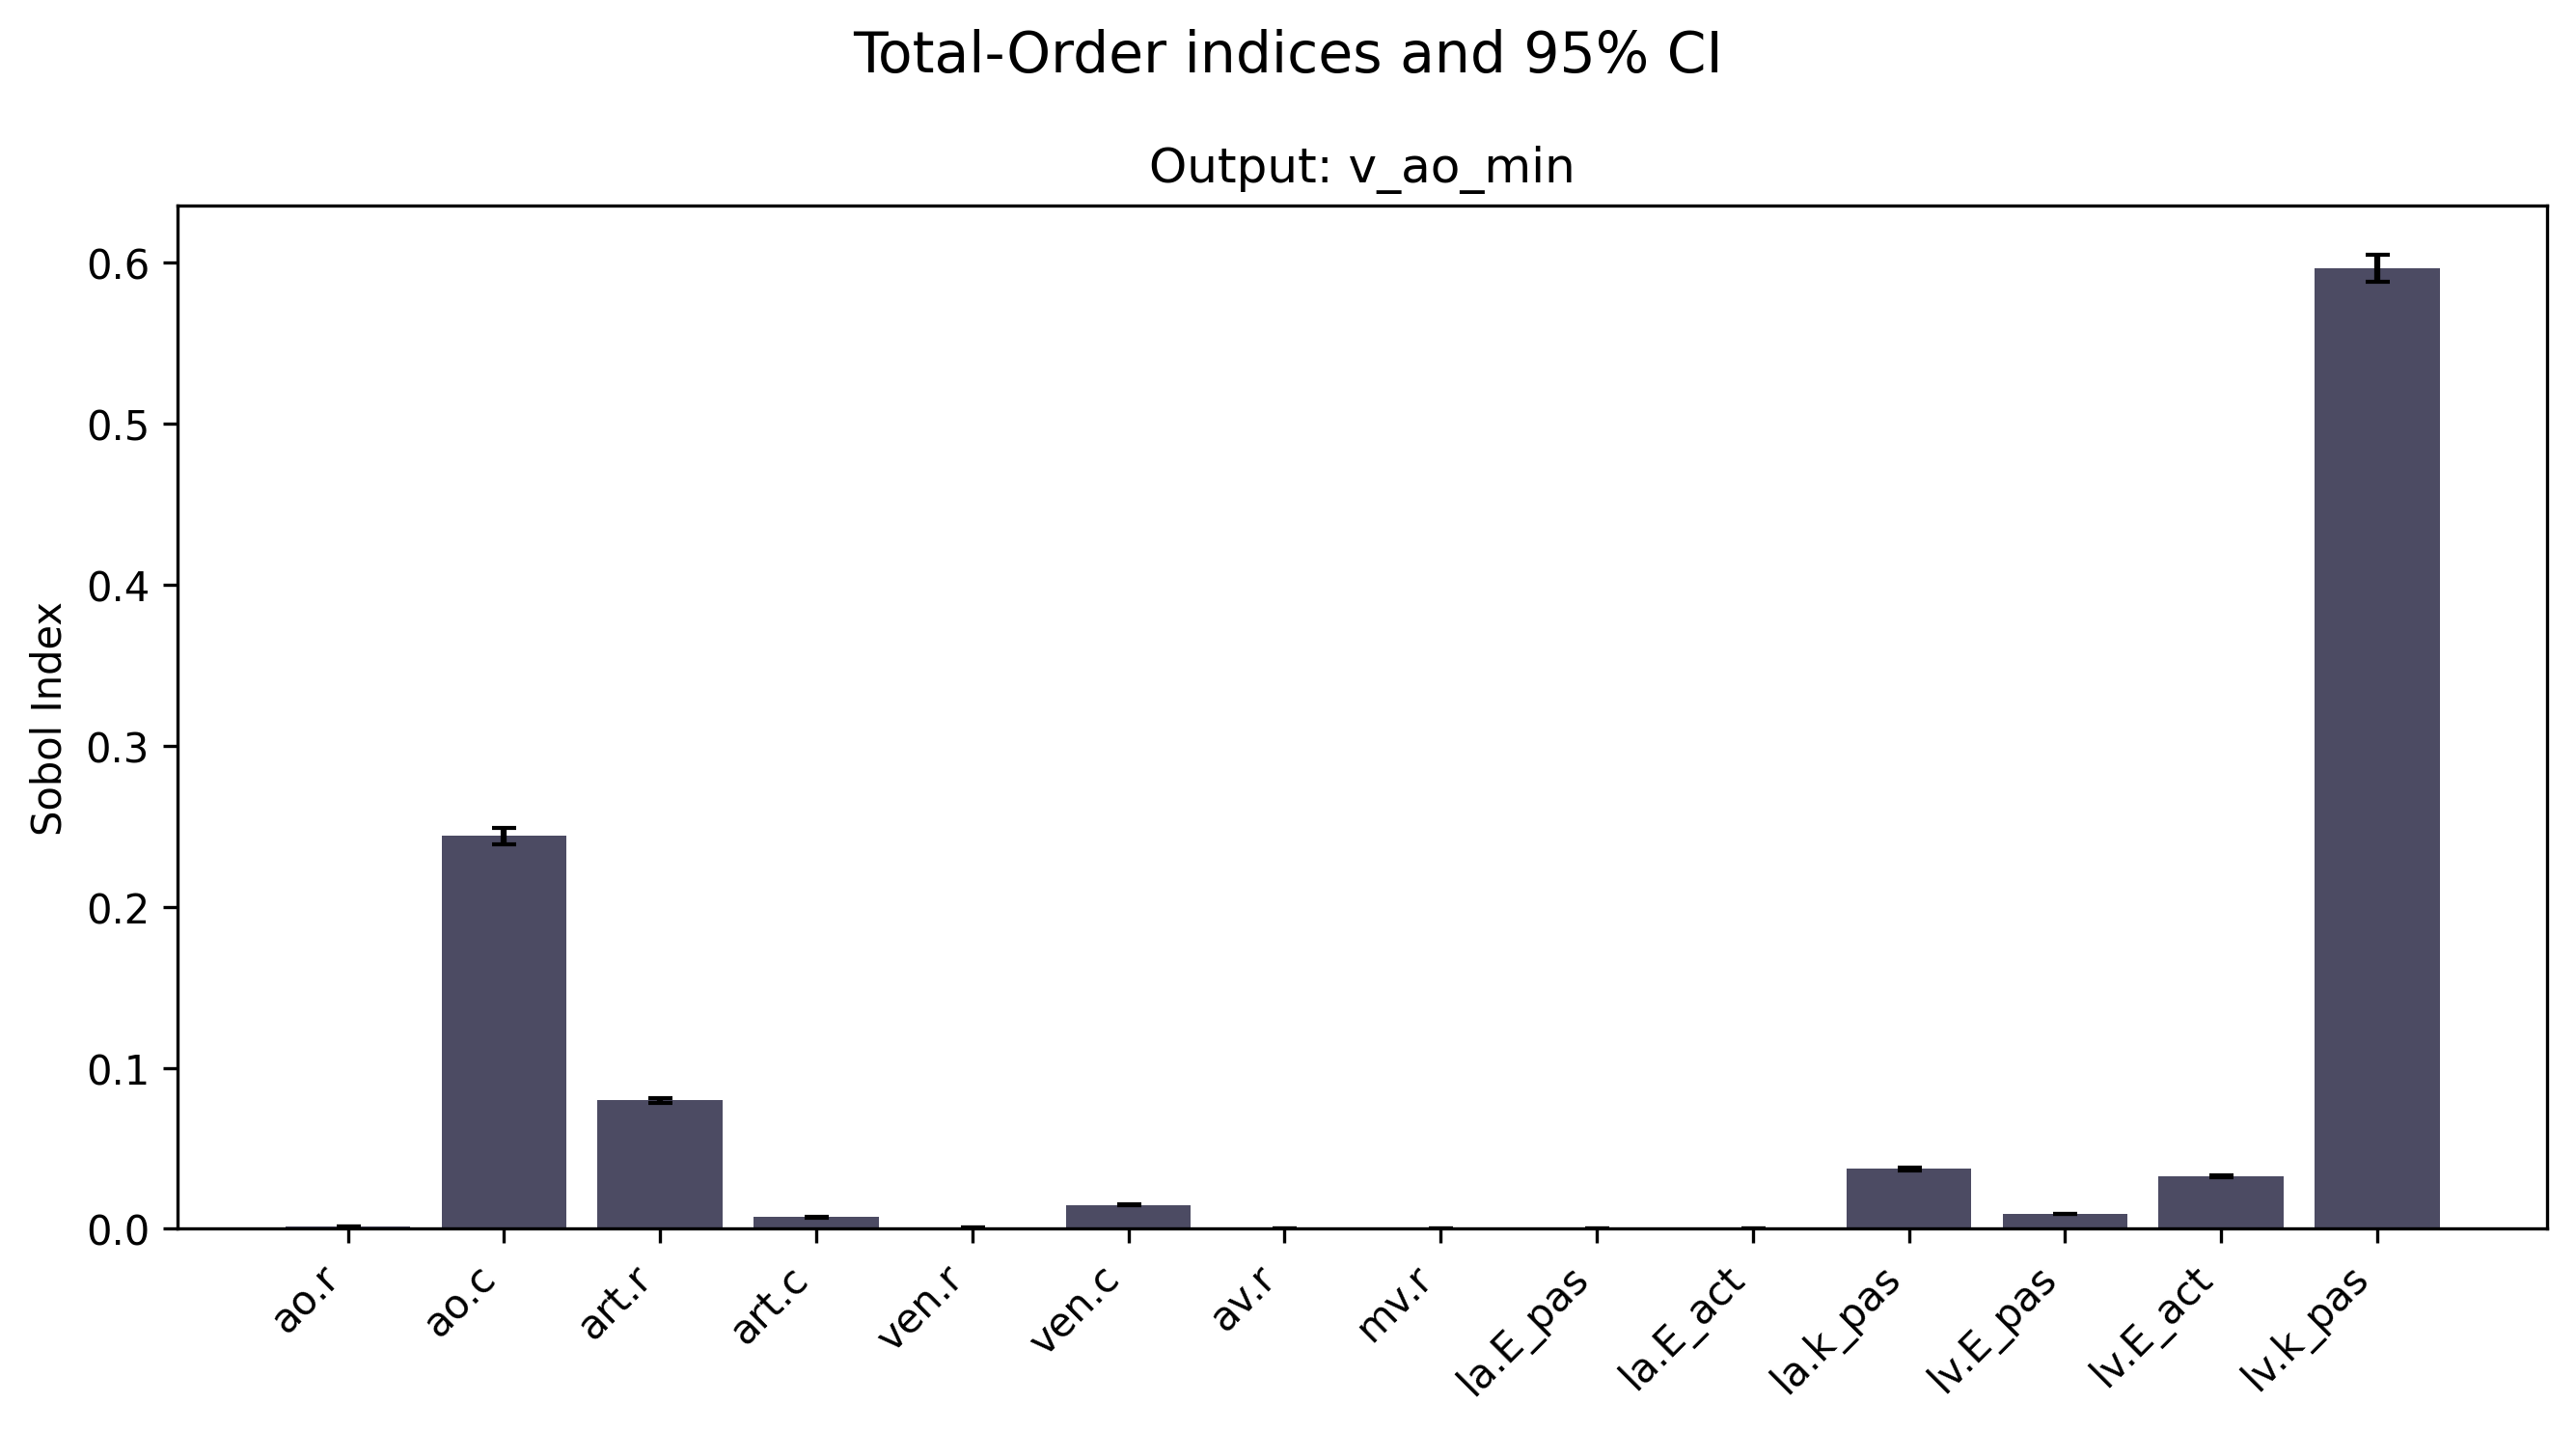 Total-Order indices and 95% CI
Output: v_ao_min
Sobol Index
0.6
0.5
0.4
0.3
0.2
0.1
0.0
ao.r
ao.c
art.r
art.c
ven.r
ven.c
av.r
mv.r
la.E_pas
la.E_act
la.k_pas
lv.E_pas
lv.E_act
lv.k_pas